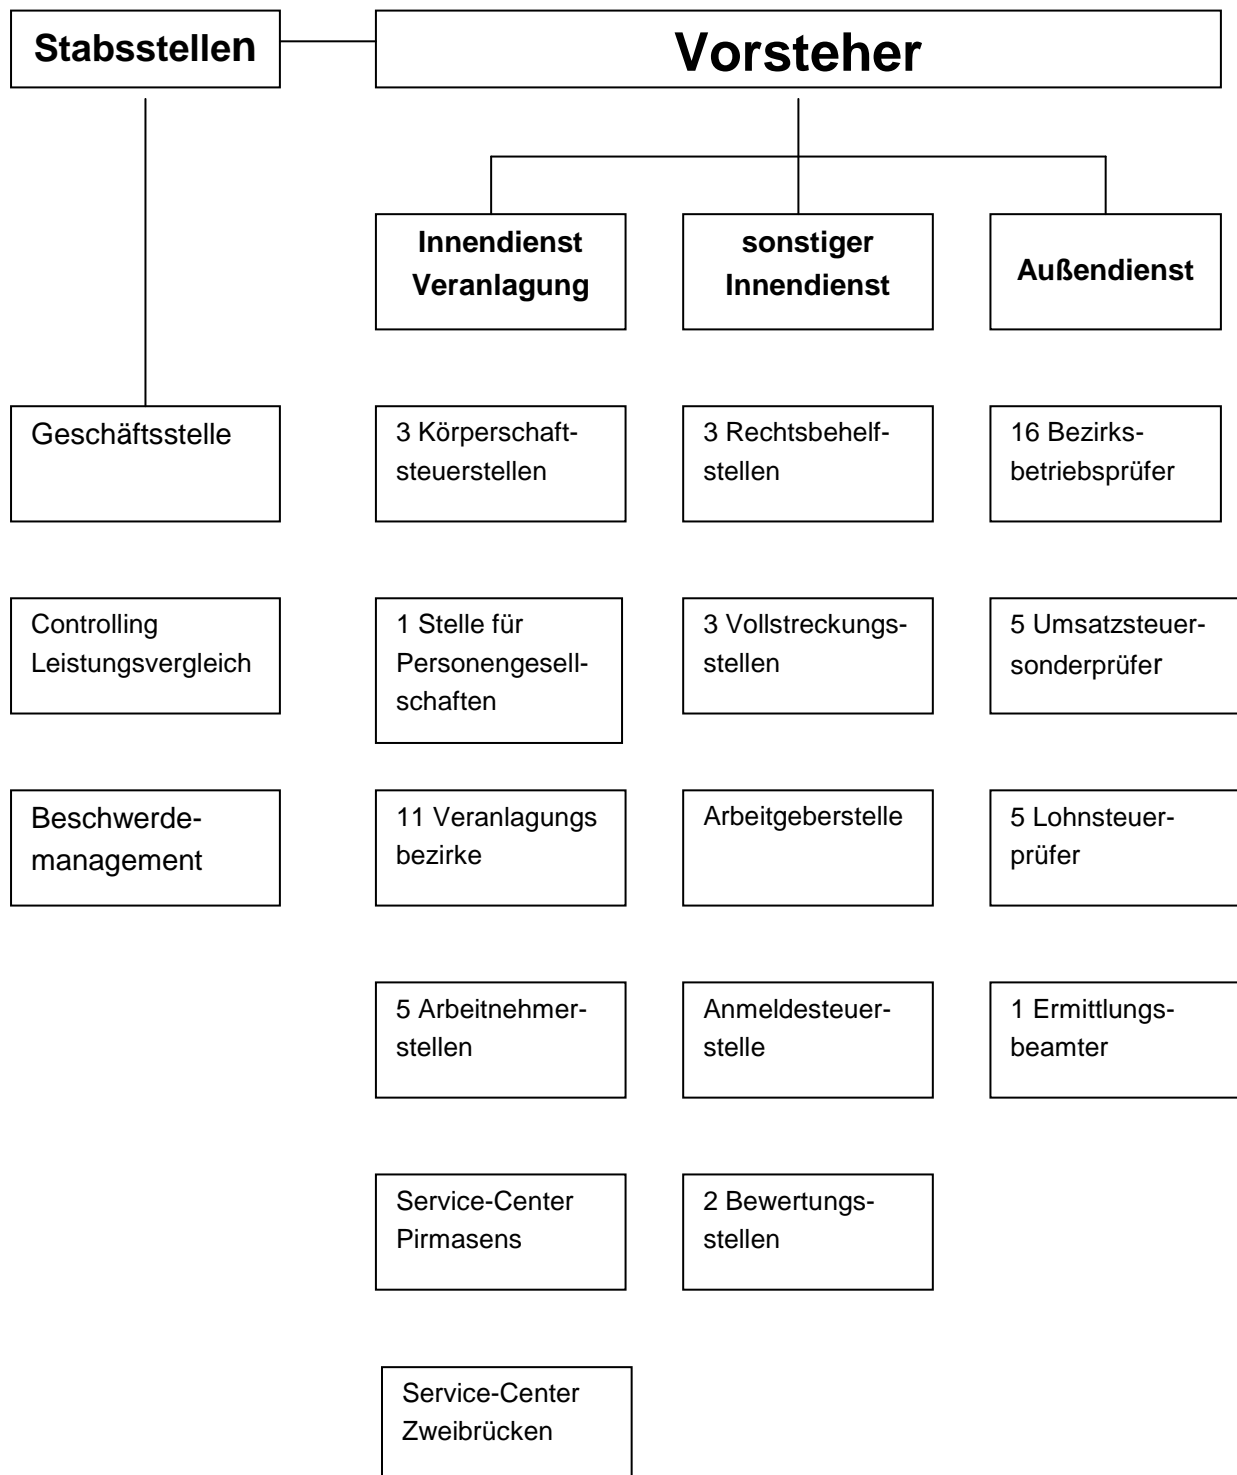 Stabsstellen
Vorsteher
Innendienst
Veranlagung
sonstiger
Innendienst
Außendienst
Geschäftsstelle
3 Körperschaft-
steuerstellen
3 Rechtsbehelf-
stellen
16 Bezirks-
betriebsprüfer
Controlling
Leistungsvergleich
1 Stelle für
Personengesell-
schaften
3 Vollstreckungs-
stellen
5 Umsatzsteuer-
sonderprüfer
Beschwerde-
management
11 Veranlagungs
bezirke
Arbeitgeberstelle
5 Lohnsteuer-
prüfer
5 Arbeitnehmer-
stellen
Anmeldesteuer-
stelle
1 Ermittlungs-
beamter
Service-Center
Pirmasens
2 Bewertungs-
stellen
Service-Center
Zweibrücken